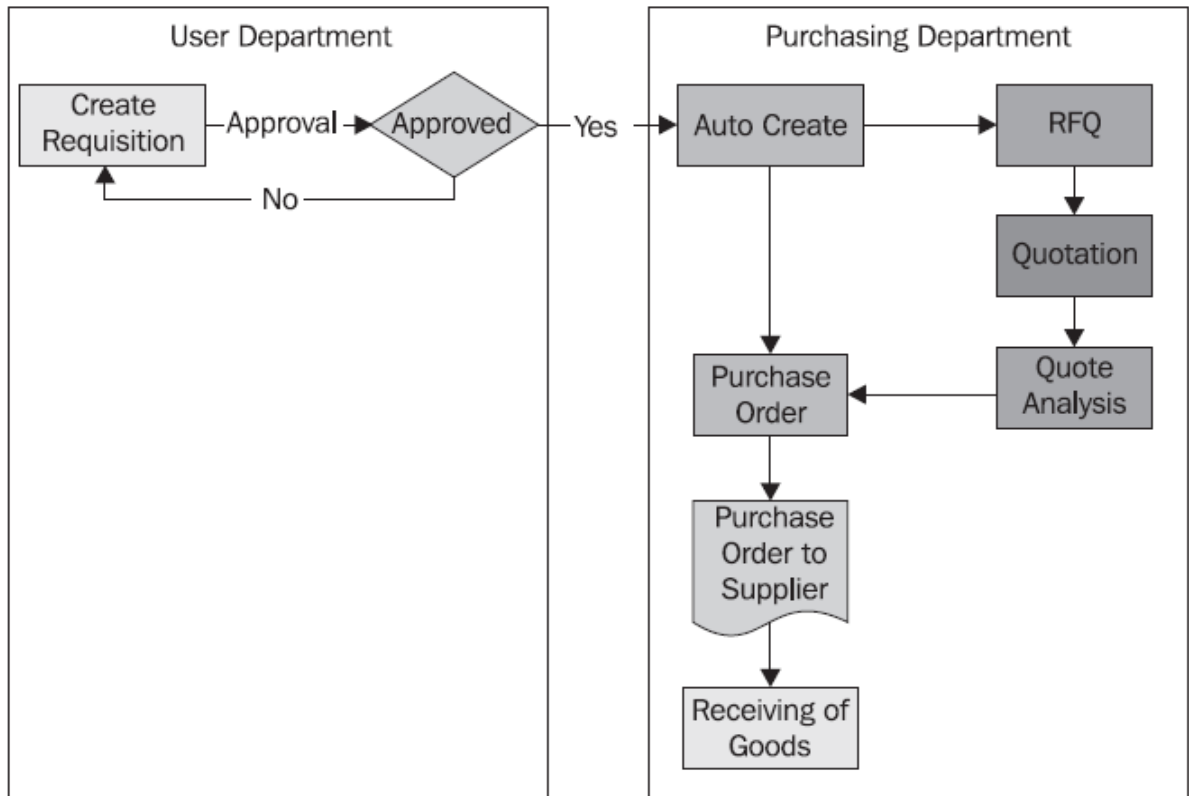 User Department
Create
Requisition
Approval
Approved
No
Yes
Purchasing Department
Auto Create
RFQ
Quotation
Quote
Analysis
Purchase
Order
Purchase
Order to
Supplier
Receiving of
Goods